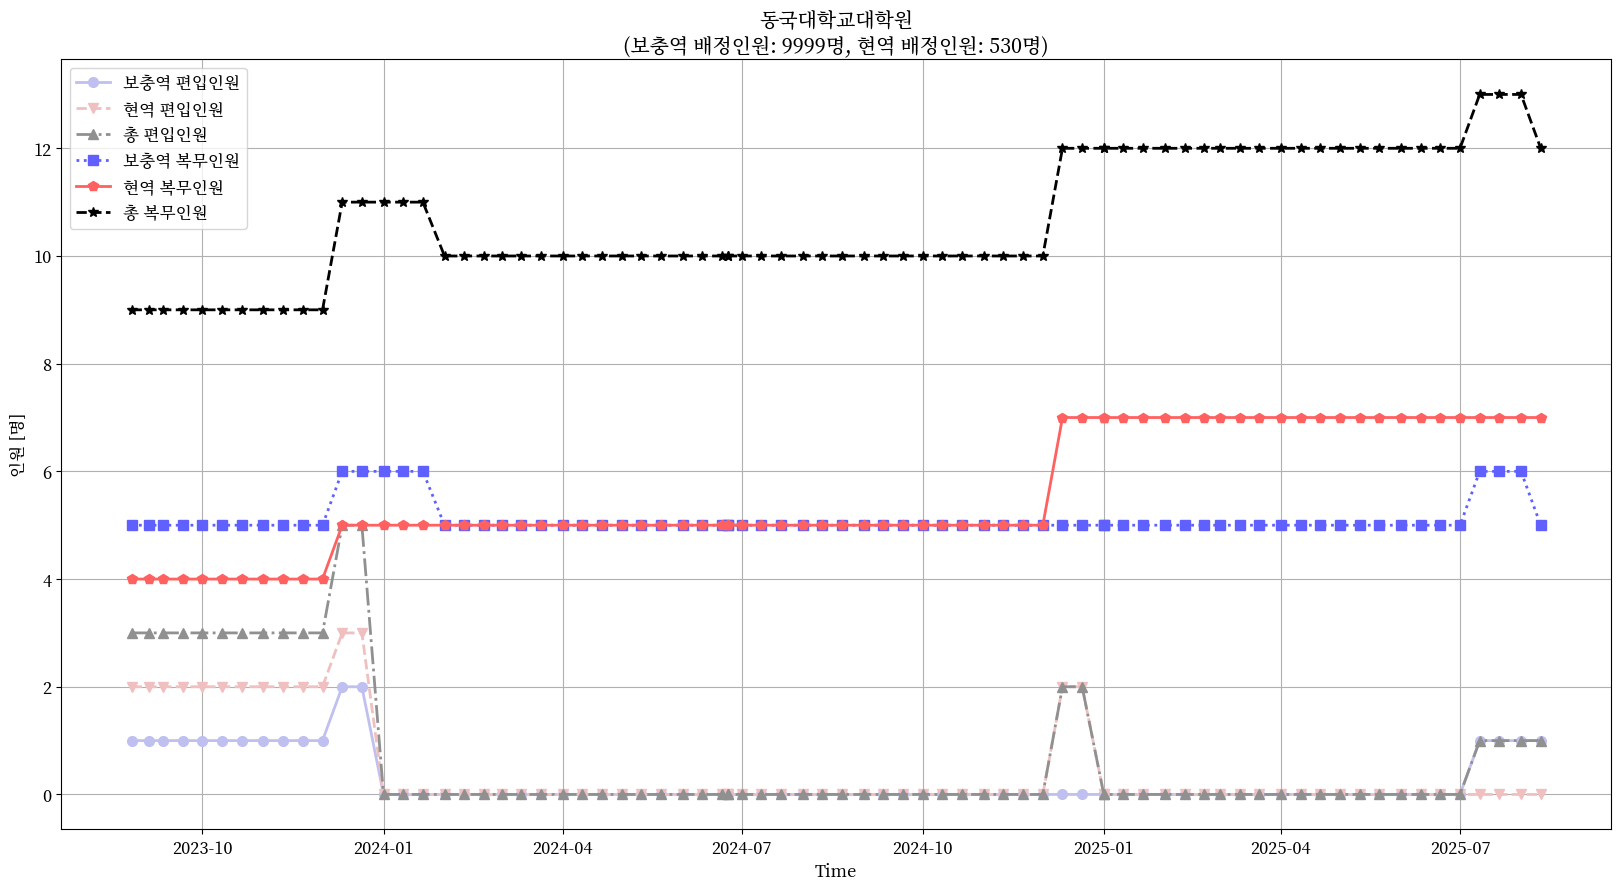 동국대학교대학원
(보충역 배정인원: 9999명, 현역 배정인원: 530명)
보충역 편입인원
현역 편입인원
총 편입인원
보충역 복무인원
현역 복무인원
총 복무인원
12
10
8
6
4
2
0
인원 [명]
2023-10 2024-01 2024-04 2024-07 2024-10 2025-01 2025-04 2025-07
Time